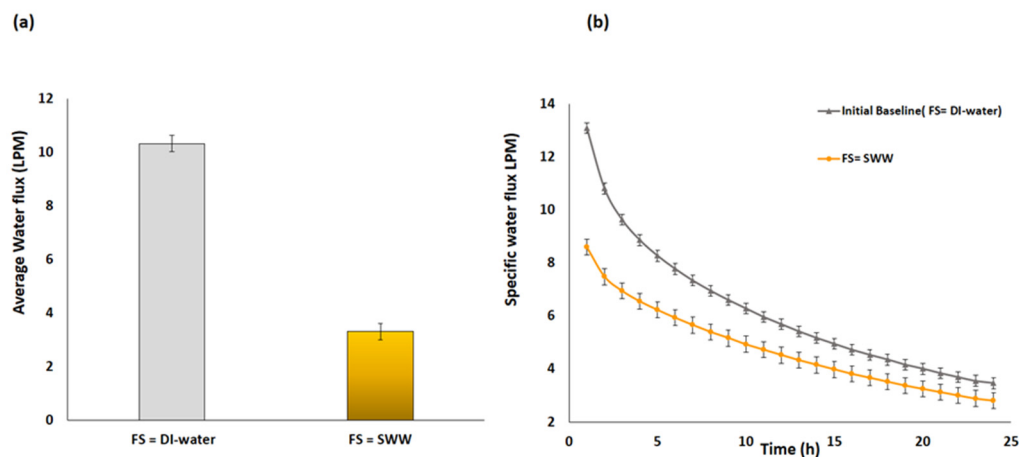 (a)
(b)
Average Water flux (LPM)
12
10
8
6
4
2
0
FS = DI-water
FS = SWW
Specific water flux LPM
14
12
10
8
6
4
2
Initial Baseline( FS= DI-water)
FS= SWW
0
5
10
15
20
25
Time (h)